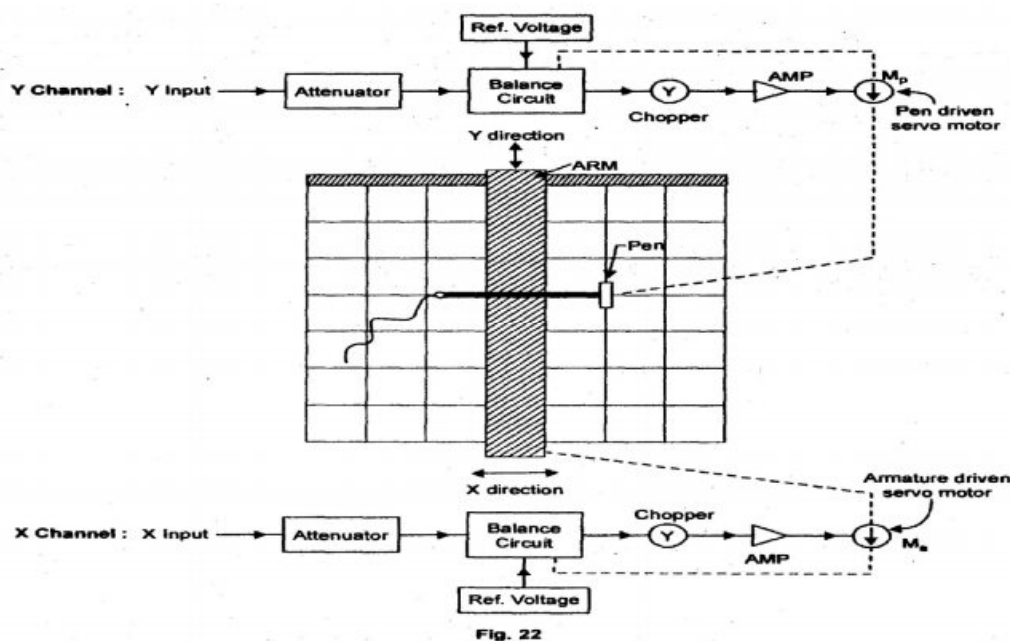 Ref. Voltage
Y Channel : Y Input
Attenuator
Balance
Circuit
Y
Chopper
AMP
Mp
Pen driven
servo motor
Y direction
ARM
Pen
X direction
Armature driven
servo motor
X Channel : X Input
Attenuator
Balance
Circuit
Chopper
Y
AMP
Ma
Ref. Voltage
Fig. 22